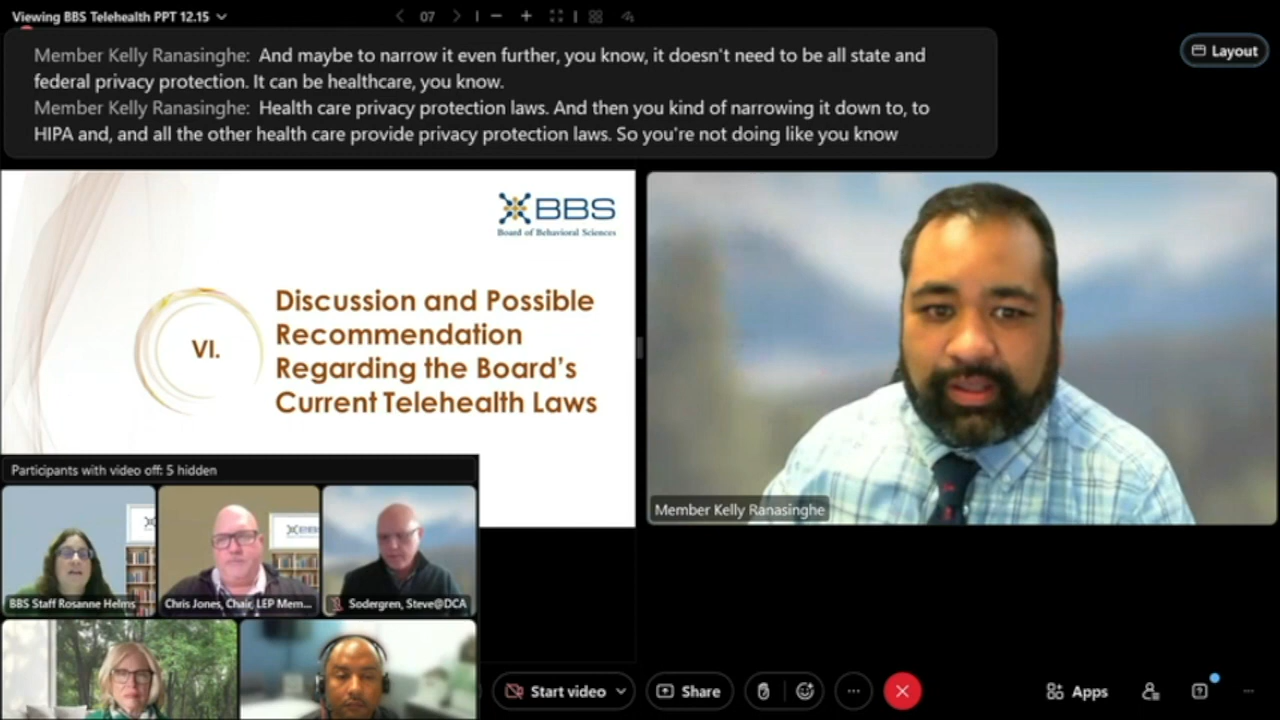 Viewing BBS Telehealth PPT 12.15
07
Layout
Member Kelly Ranasinghe: And maybe to narrow it even further, you know, it doesn't need to be all state and
federal privacy protection. It can be healthcare, you know.
Member Kelly Ranasinghe: Health care privacy protection laws. And then you kind of narrowing it down to, to
HIPA and, and all the other health care provide privacy protection laws. So you're not doing like you know
BBS
Board of Behavioral Sciences
VI.
Discussion and Possible
Recommendation
Regarding the Board's
Current Telehealth Laws
Member Kelly Ranasinghe
Participants with video off: 5 hidden
BBS Staff Rosanne Helms
Chris Jones, Chair, LEP Mem...
Sodergren, Steve@DCA
Start video
Share
Apps